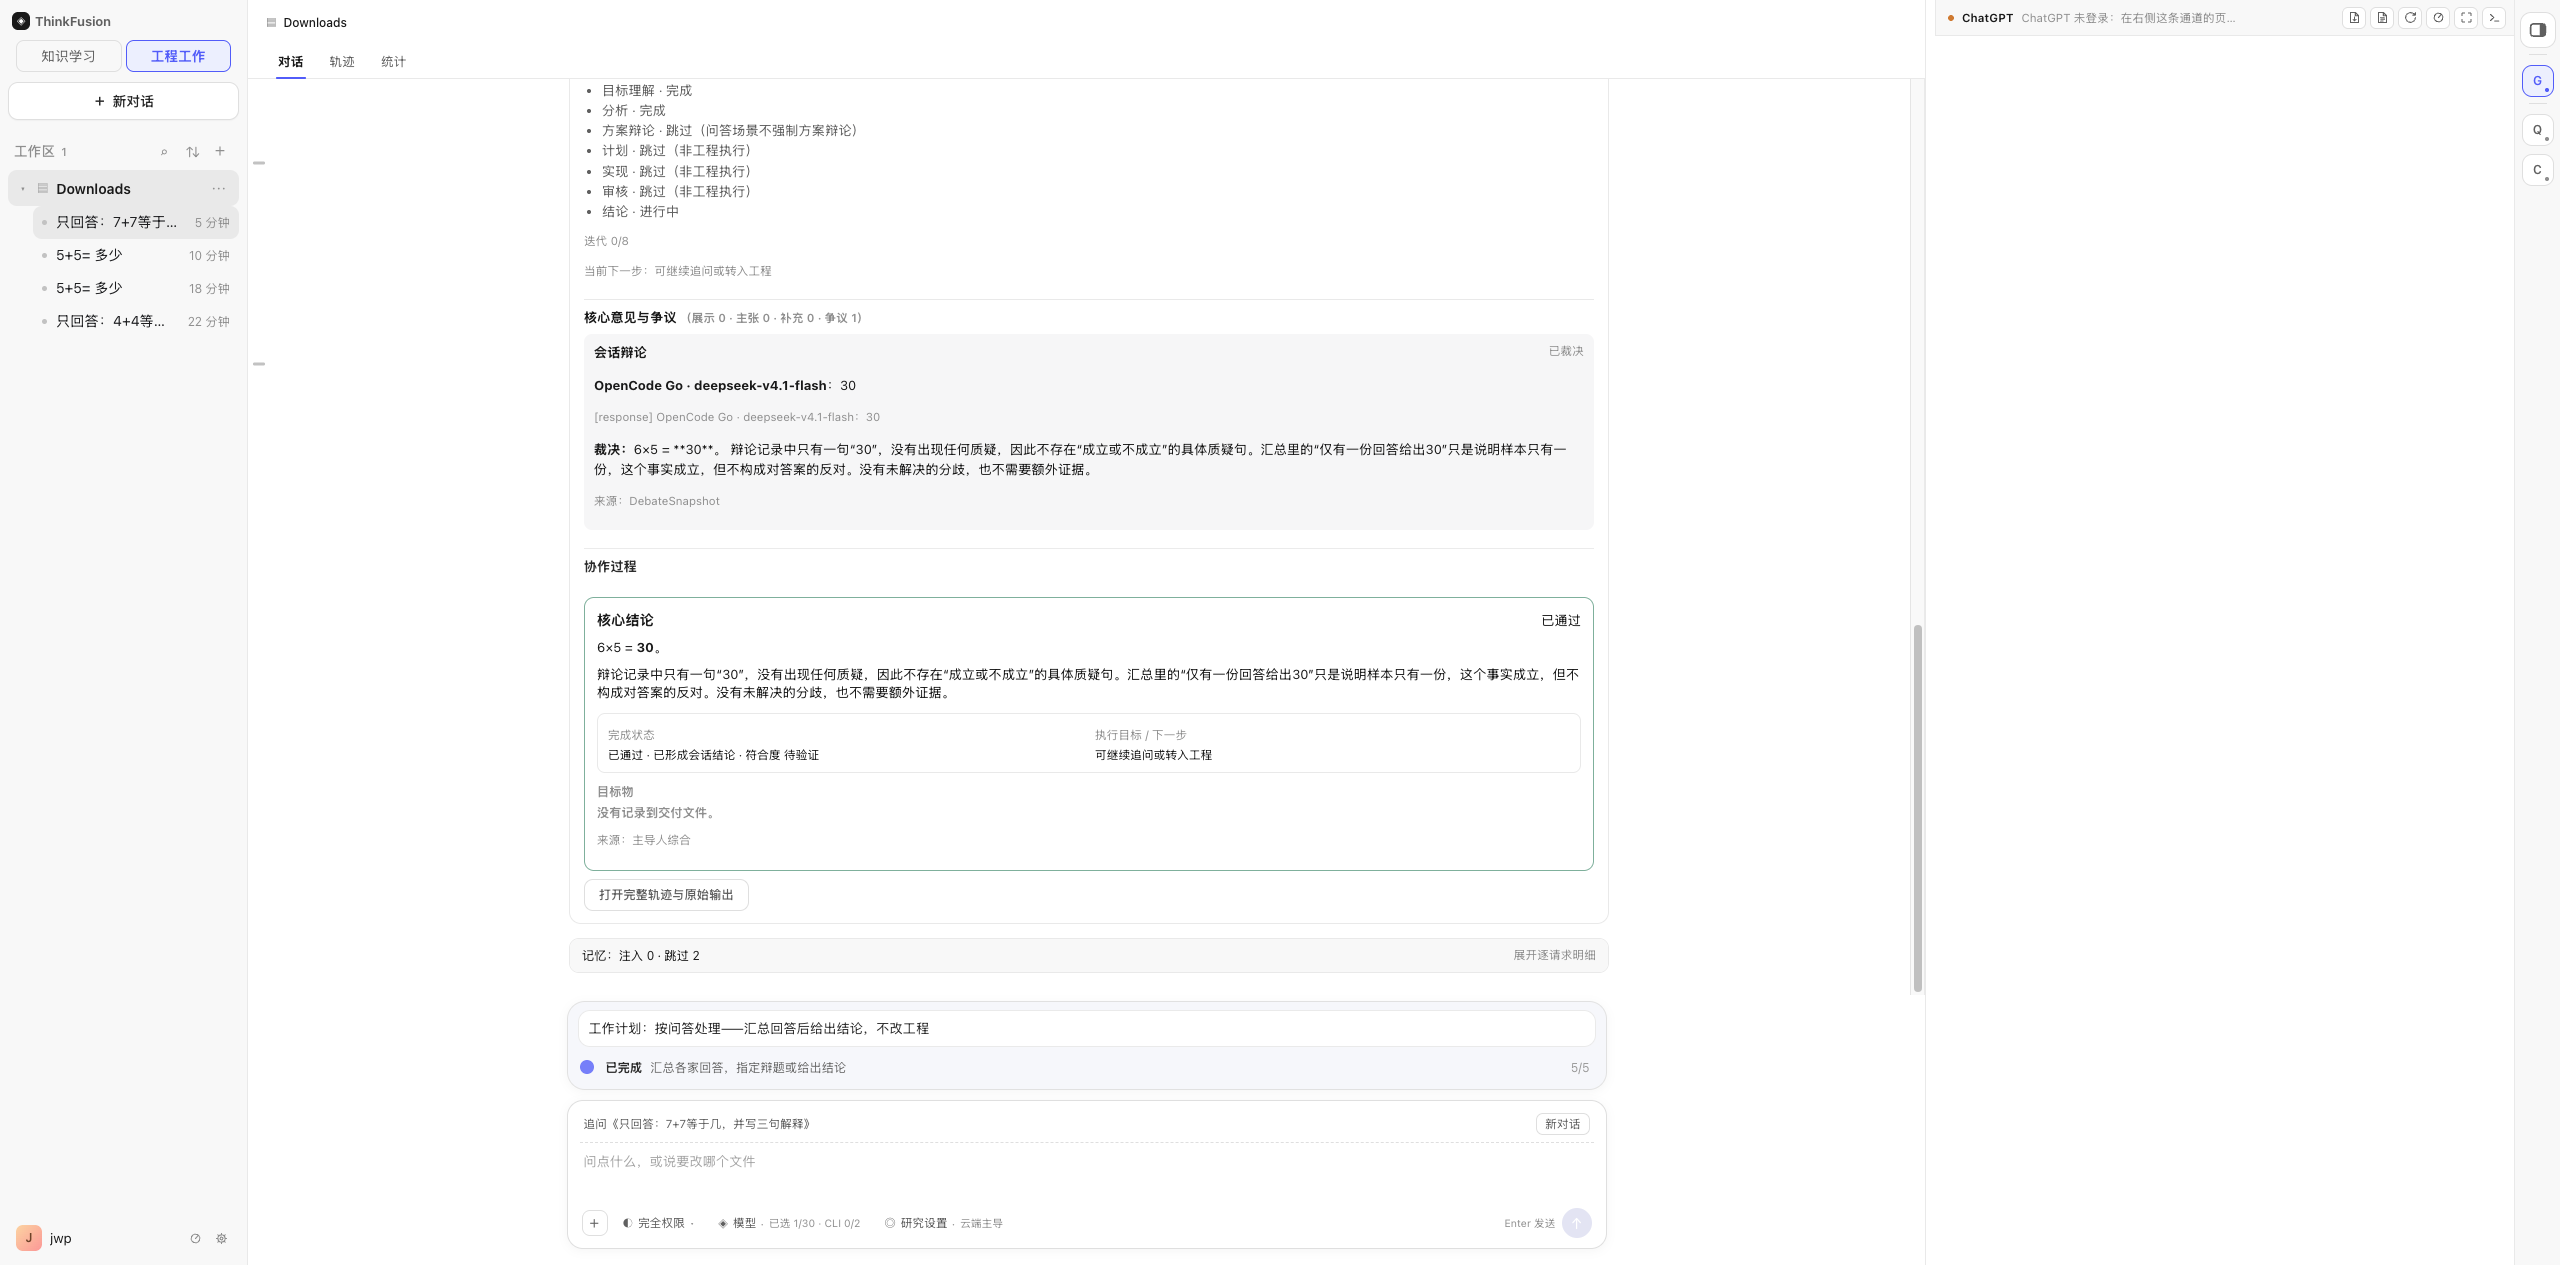 ThinkFusion
知识学习
工程工作
+ 新对话
工作区 1
Downloads
只回答：7+7等于... 5 分钟
5+5= 多少 10 分钟
5+5= 多少 18 分钟
只回答：4+4等... 22 分钟
J jwp
Downloads
对话 轨迹 统计
• 目标理解 · 完成
• 分析 · 完成
• 方案辩论 · 跳过（问答场景不强制方案辩论）
• 计划 · 跳过（非工程执行）
• 实现 · 跳过（非工程执行）
• 审核 · 跳过（非工程执行）
• 结论 · 进行中
迭代 0/8
当前下一步：可继续追问或转入工程
核心意见与争议（展示 0 · 主张 0 · 补充 0 · 争议 1）
会话辩论 已裁决
OpenCode Go · deepseek-v4.1-flash：30
[response] OpenCode Go · deepseek-v4.1-flash：30
裁决：6×5 = **30**。 辩论记录中只有一句“30”，没有出现任何质疑，因此不存在“成立或不成立”的具体质疑句。汇总里的“仅有一份回答给出30”只是说明样本只有一
份，这个事实成立，但不构成对答案的反对。没有未解决的分歧，也不需要额外证据。
来源：DebateSnapshot
协作过程
核心结论 已通过
6×5 = 30。
辩论记录中只有一句“30”，没有出现任何质疑，因此不存在“成立或不成立”的具体质疑句。汇总里的“仅有一份回答给出30”只是说明样本只有一份，这个事实成立，但不
构成对答案的反对。没有未解决的分歧，也不需要额外证据。
完成状态 执行目标 / 下一步
已通过 · 已形成会话结论 · 符合度 待验证 可继续追问或转入工程
目标物
没有记录到交付文件。
来源：主导人综合
打开完整轨迹与原始输出
记忆：注入 0 · 跳过 2 展开逐请求明细
工作计划：按问答处理——汇总回答后给出结论，不改工程
已完成 汇总各家回答，指定辩题或给出结论 5/5
追问《只回答：7+7等于几，并写三句解释》 新对话
问点什么，或说要改哪个文件
+ 完全权限 · 模型 · 已选 1/30 · CLI 0/2 研究设置 · 云端主导 Enter 发送
ChatGPT ChatGPT 未登录：在右侧这条通道的页...
G
Q
C